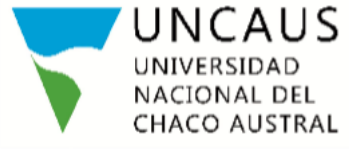 UNCAUS
UNIVERSIDAD
NACIONAL DEL
CHACO AUSTRAL